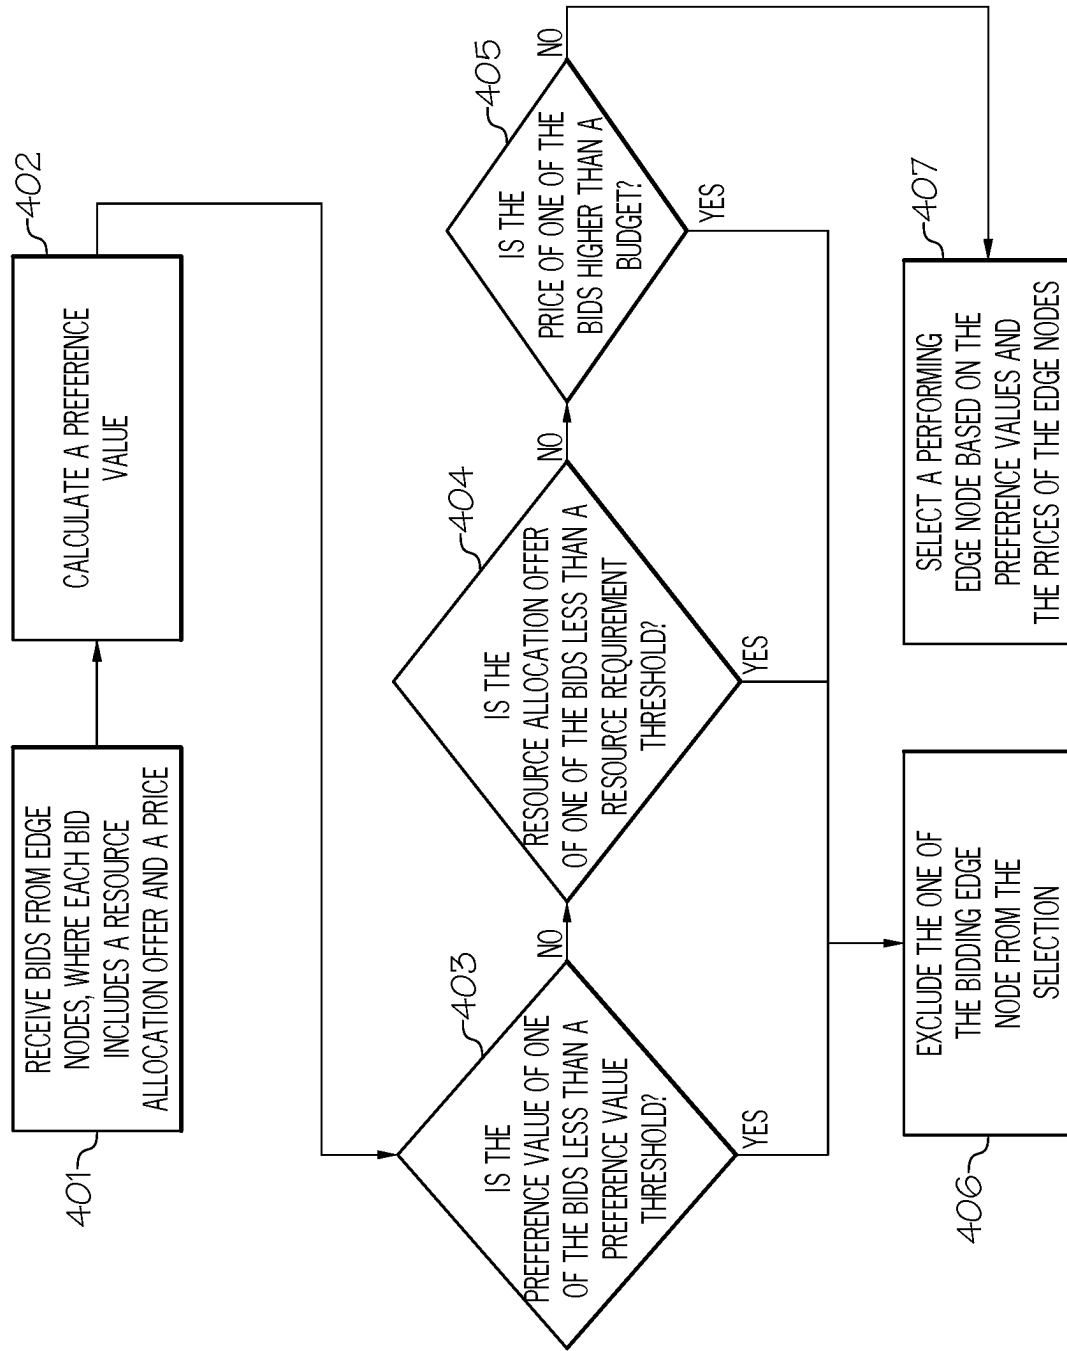 401
RECEIVE BIDS FROM EDGE
NODES, WHERE EACH BID
INCLUDES A RESOURCE
ALLOCATION OFFER AND A PRICE
402
CALCULATE A PREFERENCE
VALUE
403
IS THE
PREFERENCE VALUE OF ONE
OF THE BIDS LESS THAN A
PREFERENCE VALUE
THRESHOLD?
NO
YES
404
IS THE
RESOURCE ALLOCATION OFFER
OF ONE OF THE BIDS LESS THAN A
RESOURCE REQUIREMENT
THRESHOLD?
NO
YES
405
IS THE
PRICE OF ONE OF THE
BIDS HIGHER THAN A
BUDGET?
NO
YES
406
EXCLUDE THE ONE OF
THE BIDDING EDGE
NODE FROM THE
SELECTION
407
SELECT A PERFORMING
EDGE NODE BASED ON THE
PREFERENCE VALUES AND
THE PRICES OF THE EDGE NODES